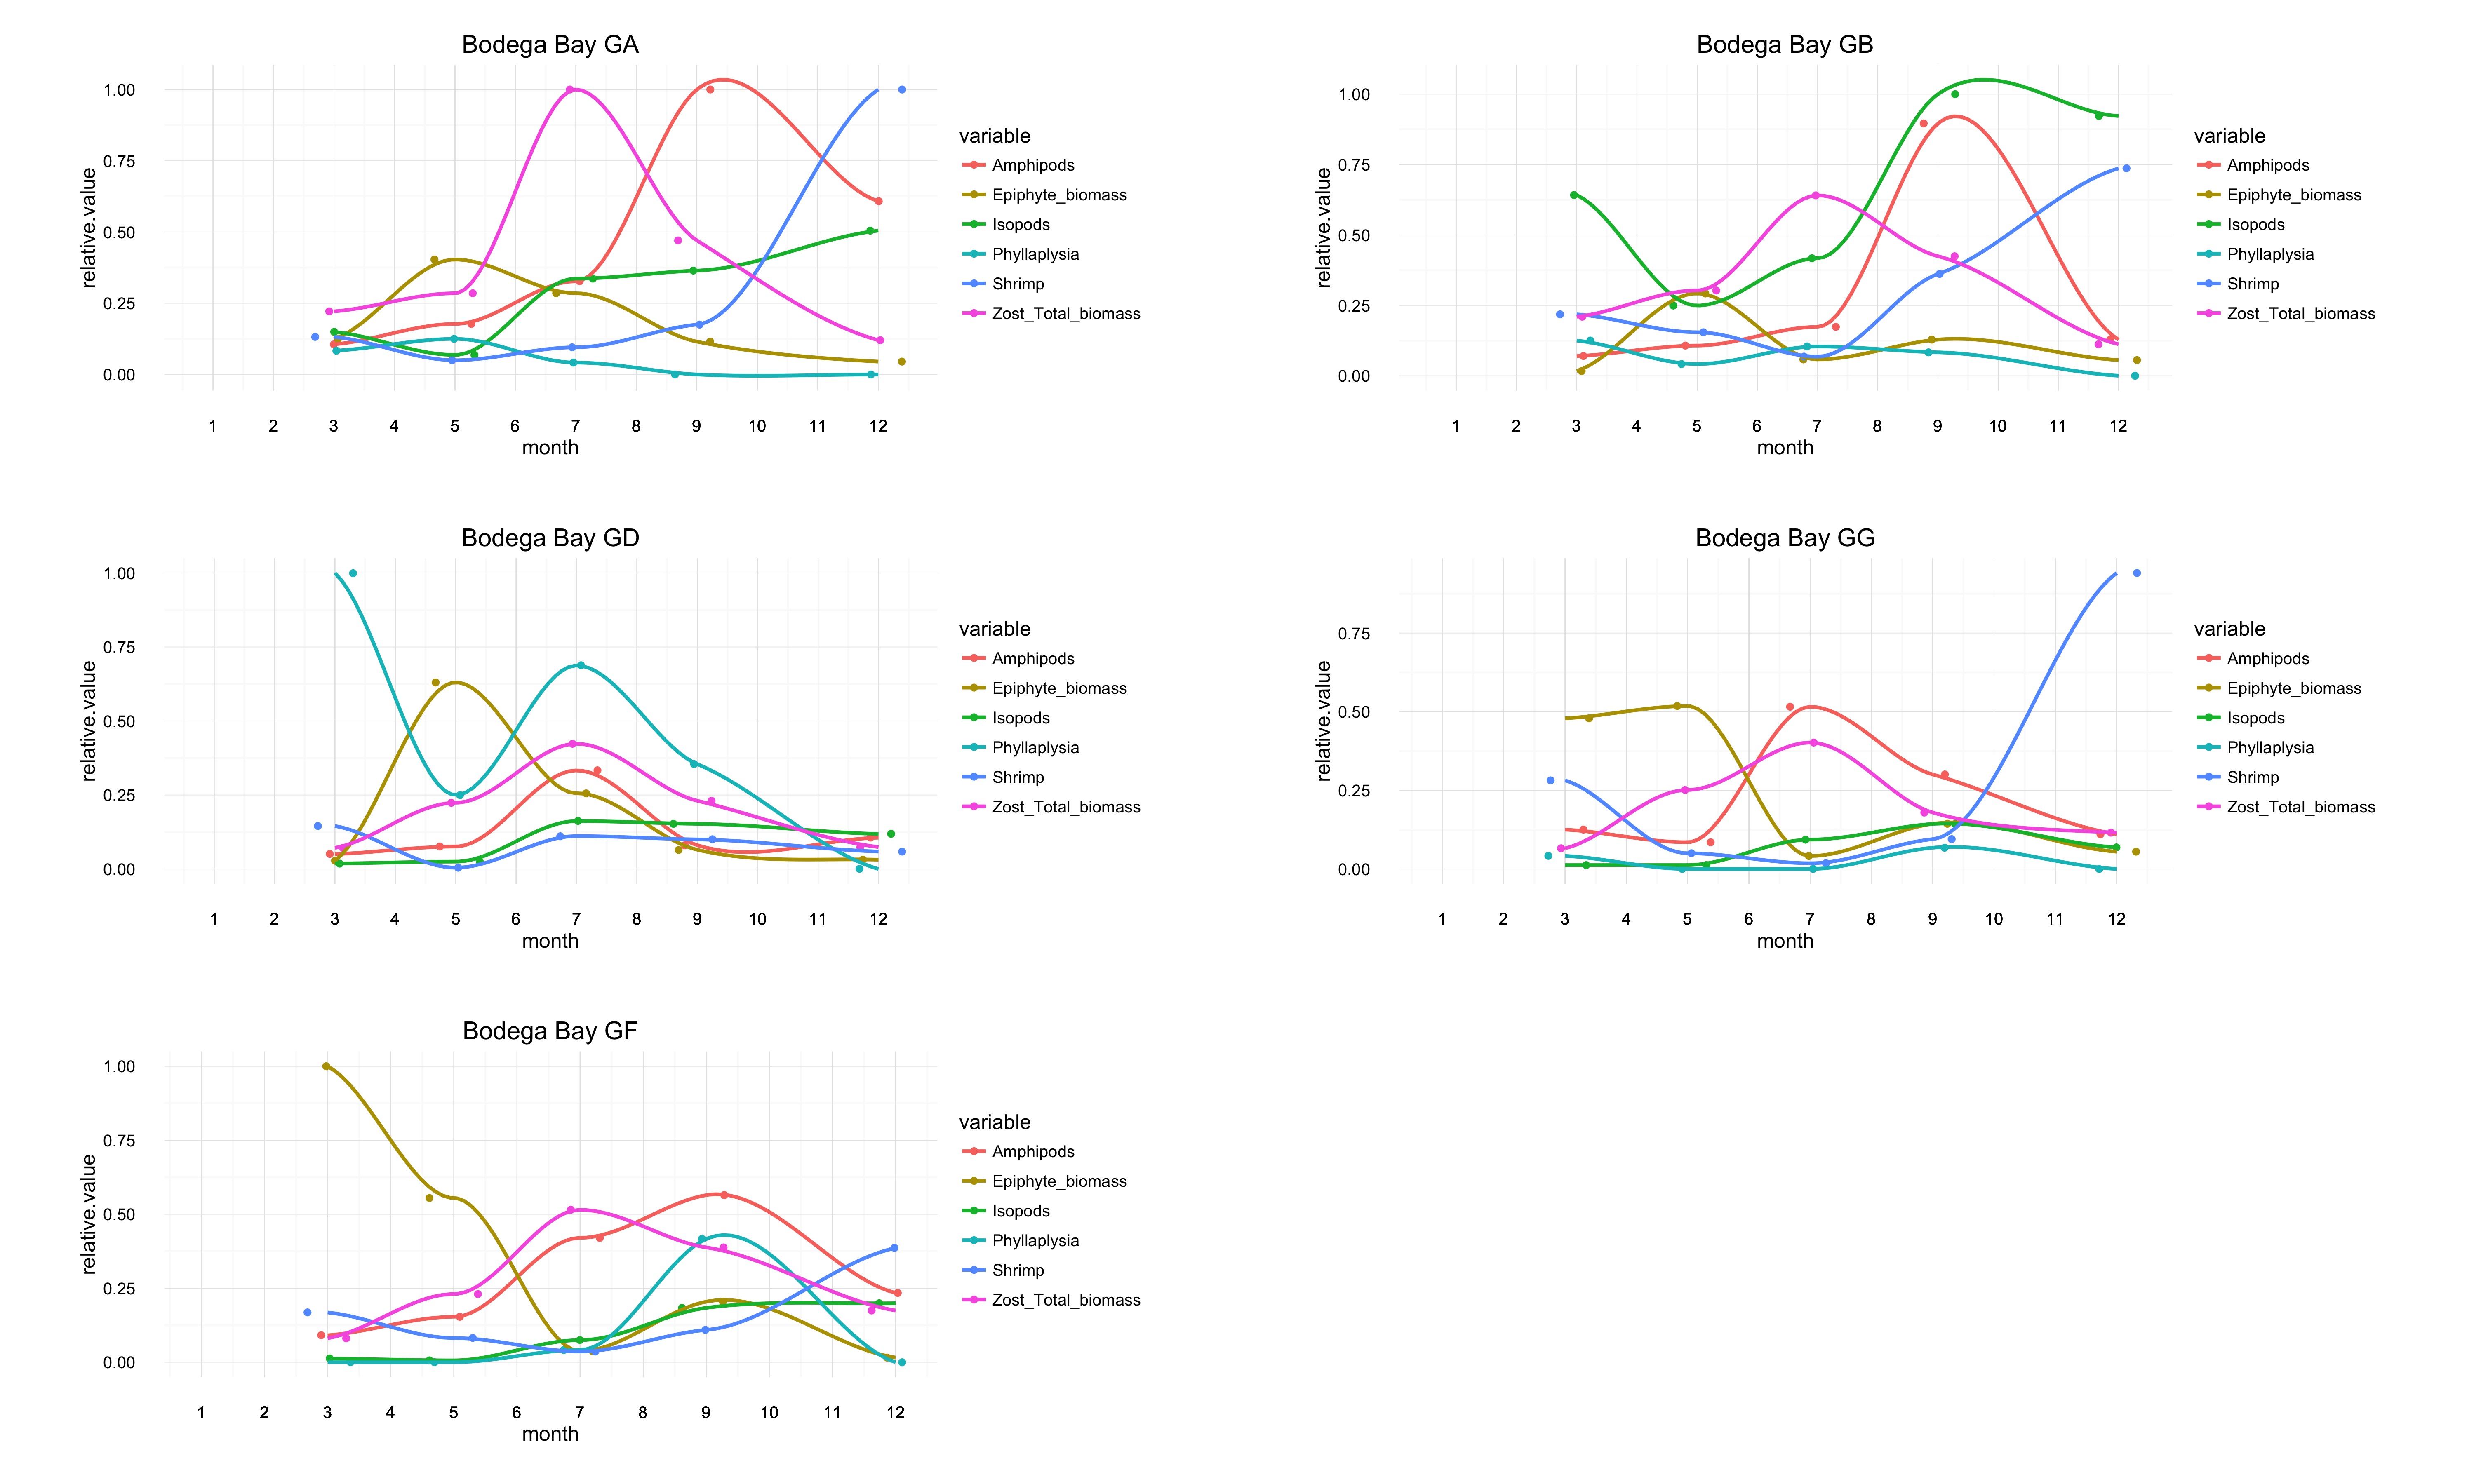 Bodega Bay GA
relative.value
1.00
0.75
0.50
0.25
0.00
1 2 3 4 5 6 7 8 9 10 11 12
month
variable
Amphipods
Epiphyte_biomass
Isopods
Phyllaplysia
Shrimp
Zost_Total_biomass
Bodega Bay GB
relative.value
1.00
0.75
0.50
0.25
0.00
1 2 3 4 5 6 7 8 9 10 11 12
month
variable
Amphipods
Epiphyte_biomass
Isopods
Phyllaplysia
Shrimp
Zost_Total_biomass
Bodega Bay GD
relative.value
1.00
0.75
0.50
0.25
0.00
1 2 3 4 5 6 7 8 9 10 11 12
month
variable
Amphipods
Epiphyte_biomass
Isopods
Phyllaplysia
Shrimp
Zost_Total_biomass
Bodega Bay GG
relative.value
0.75
0.50
0.25
0.00
1 2 3 4 5 6 7 8 9 10 11 12
month
variable
Amphipods
Epiphyte_biomass
Isopods
Phyllaplysia
Shrimp
Zost_Total_biomass
Bodega Bay GF
relative.value
1.00
0.75
0.50
0.25
0.00
1 2 3 4 5 6 7 8 9 10 11 12
month
variable
Amphipods
Epiphyte_biomass
Isopods
Phyllaplysia
Shrimp
Zost_Total_biomass